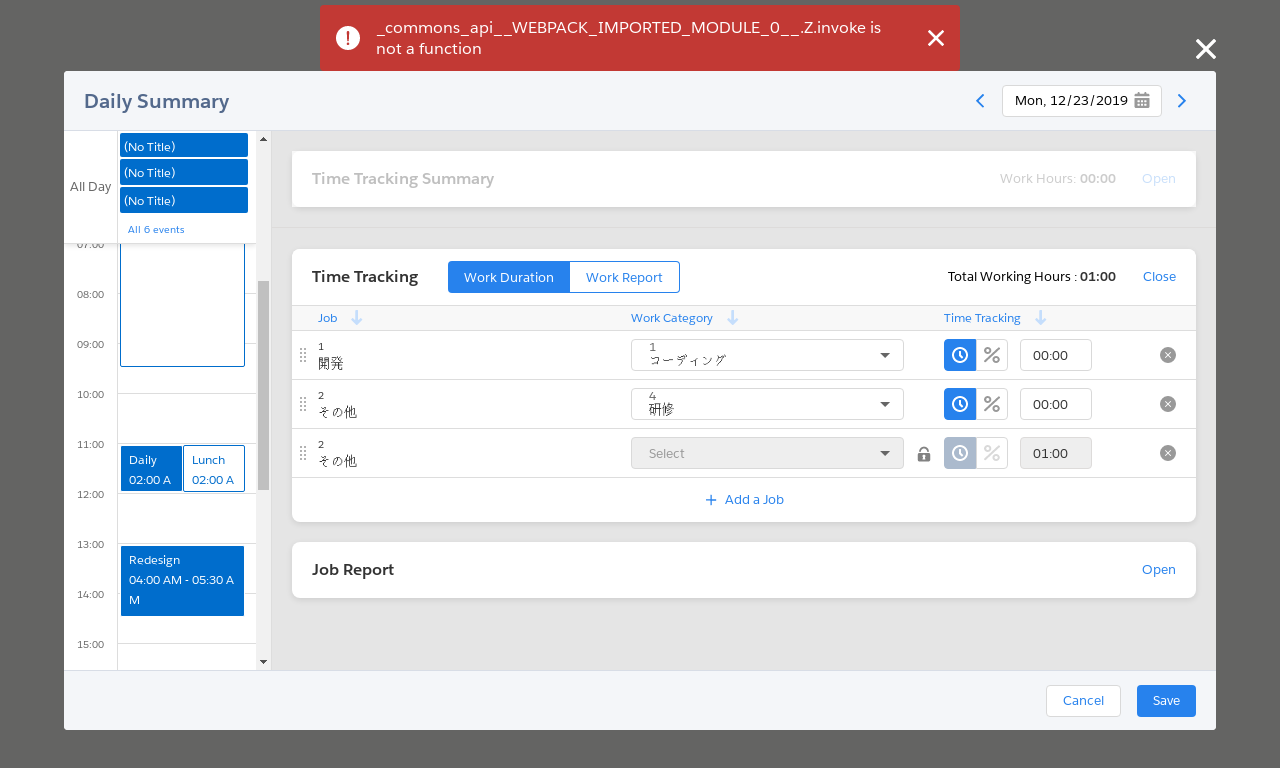 _commons_api__WEBPACK_IMPORTED_MODULE_0__.Z.invoke is
not a function
Daily Summary
Mon, 12/23/2019
All Day
(No Title)
(No Title)
(No Title)
All 6 events
07:00
08:00
09:00
10:00
11:00
Daily
02:00 A
Lunch
02:00 A
12:00
13:00
Redesign
04:00 AM - 05:30 A
M
14:00
15:00
Time Tracking Summary
Work Hours: 00:00
Open
Time Tracking
Work Duration
Work Report
Total Working Hours : 01:00
Close
Job
Work Category
Time Tracking
1
開発
1
コーディング
00:00
2
その他
4
研修
00:00
2
その他
Select
01:00
Add a Job
Job Report
Open
Cancel
Save